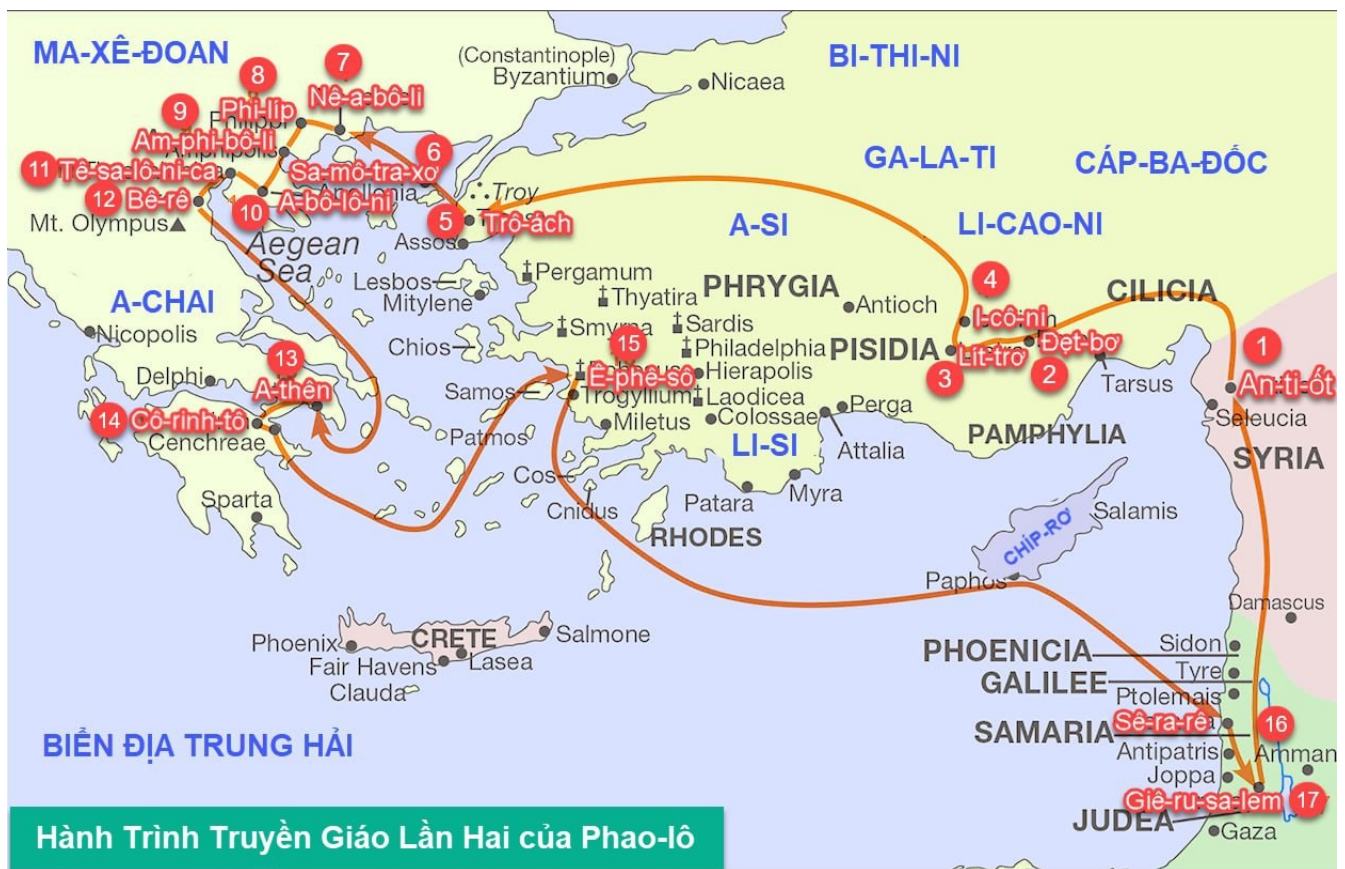 MA-XÊ-ĐOAN
8
7
(Constantinople)
Byzantium
Nicaea
BI-THI-NI
9
Phi-líp
Nê-a-bô-li
Am-phi-bô-li
11 Tê-sa-lô-ni-ca
6
Sa-mô-tra-xơ
GA-LA-TI
CÁP-BA-ĐỐC
12 Bê-rê
10
A-bô-lô-ni
Troy
Mt. Olympus
5
Trô-ách
Aegean
Sea
Assos
A-SI
LI-CAO-NI
Lesbos
Mitylene
Pergamum
Thyatira
PHRYGIA
Antioch
4
I-cô-ni
CILICIA
A-CHAI
Nicopolis
Chios
Smyrna
Sardis
15
Philadelphia
PISIDIA
Lít-trơ
3
Đẹt-bơ
2
Tarsus
1
An-ti-ốt
13
Delphi
A-thên
Samos
Ê-phê-sô
Hierapolis
Trogyllium
Laodicea
Seleucia
14 Cô-rinh-tô
Cenchreae
Patmos
Miletus
Colossae
Perga
Attalia
PAMPHYLIA
SYRIA
LI-SI
Sparta
Cos
Cnidus
Patara
Myra
RHODES
CHÍP-RƠ
Salamis
Paphos
Damascus
Phoenix
CRETE
Salmone
Fair Havens
Lasea
Clauda
PHOENICIA
Sidon
GALILEE
Tyre
Ptolemais
SAMARIA
Sê-ra-rê
16
BIỂN ĐỊA TRUNG HẢI
Antipatris
Amman
Joppa
Giê-ru-sa-lem 17
JUDEA
Gaza
Hành Trình Truyền Giáo Lần Hai của Phao-lô